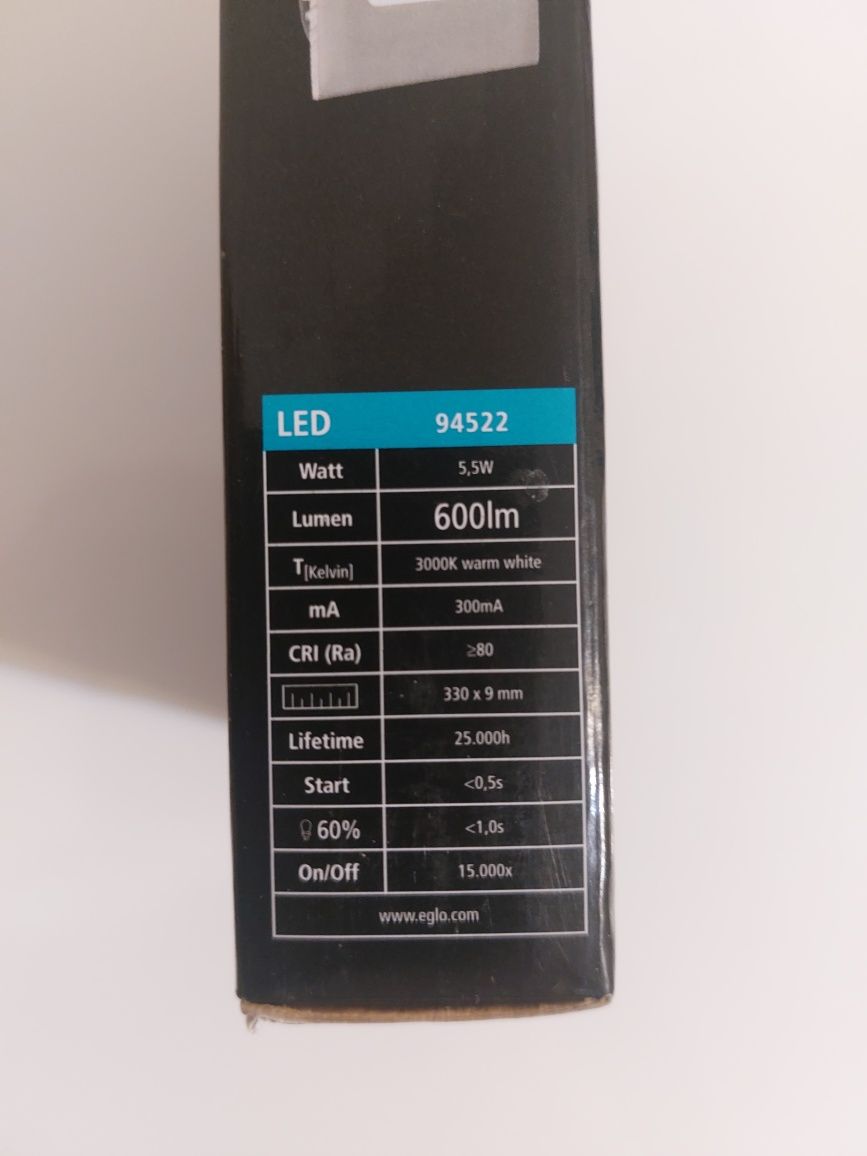 LED 94522
Watt 5,5W
Lumen 600lm
T[Kelvin] 3000K warm white
mA 300mA
CRI (Ra) ≥80
330 x 9 mm
Lifetime 25.000h
Start <0,5s
60% <1,0s
On/Off 15.000x
www.eglo.com